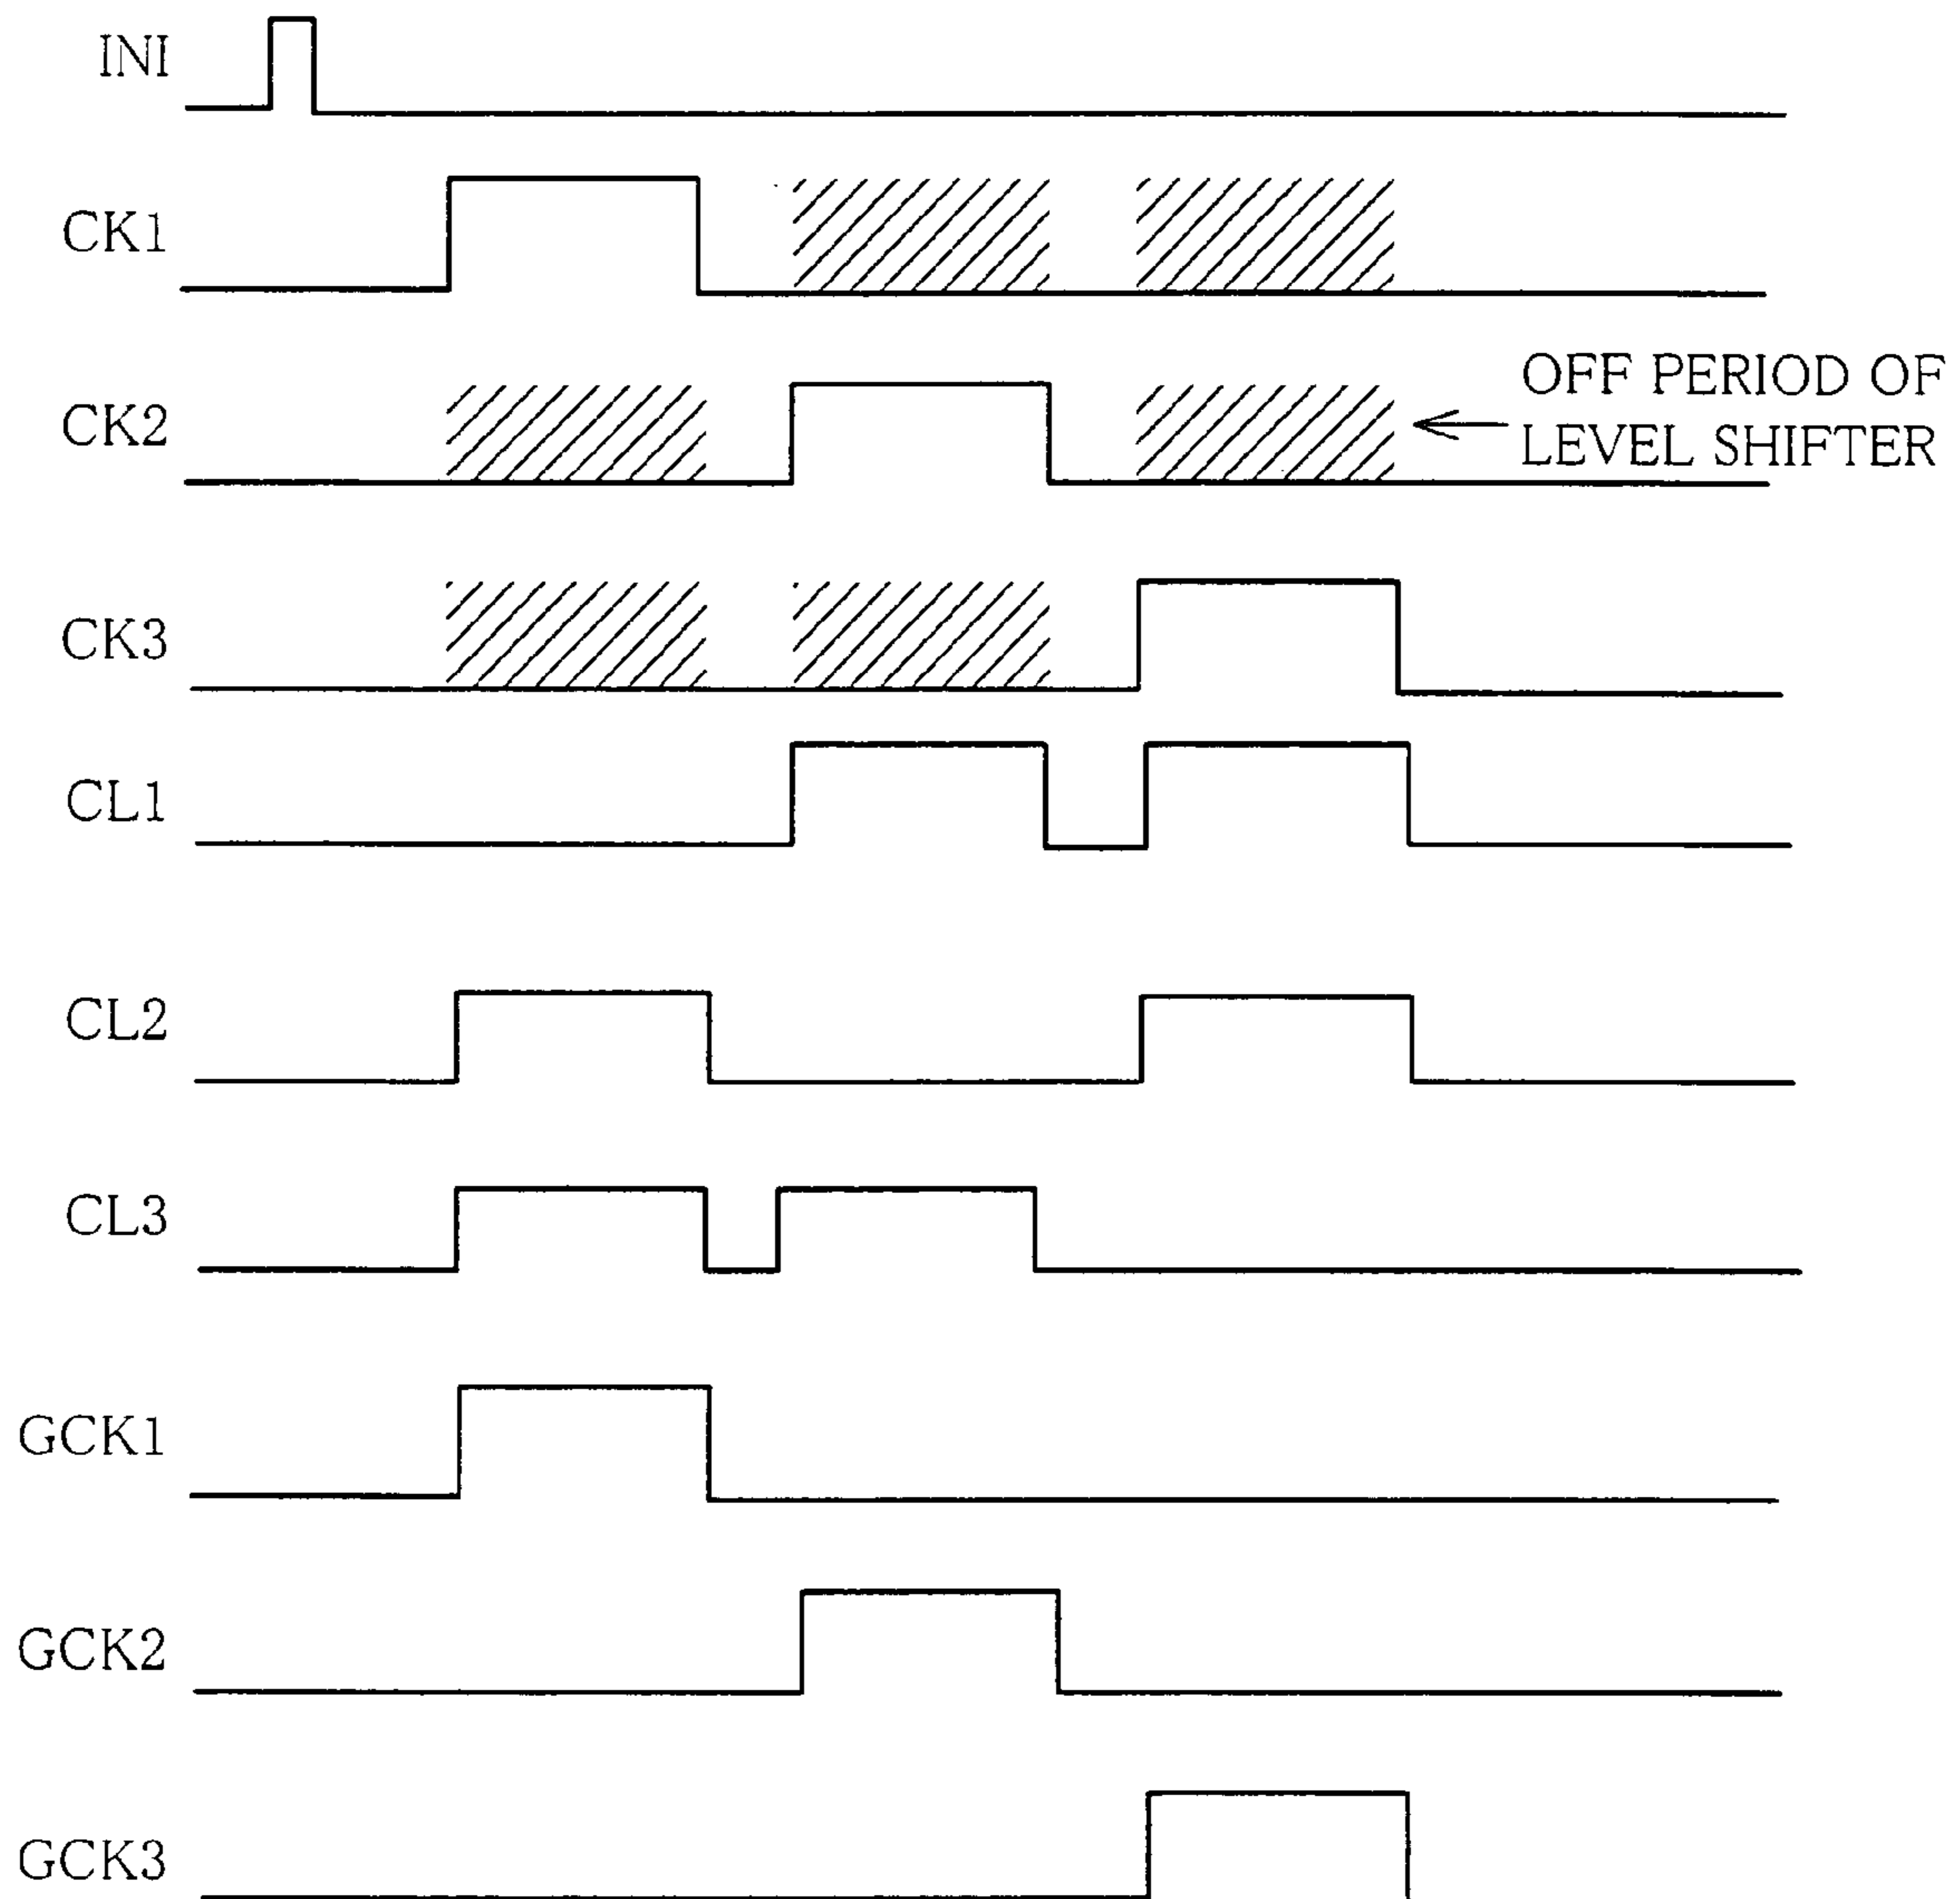 INI
CK1
CK2
OFF PERIOD OF
LEVEL SHIFTER
CK3
CL1
CL2
CL3
GCK1
GCK2
GCK3